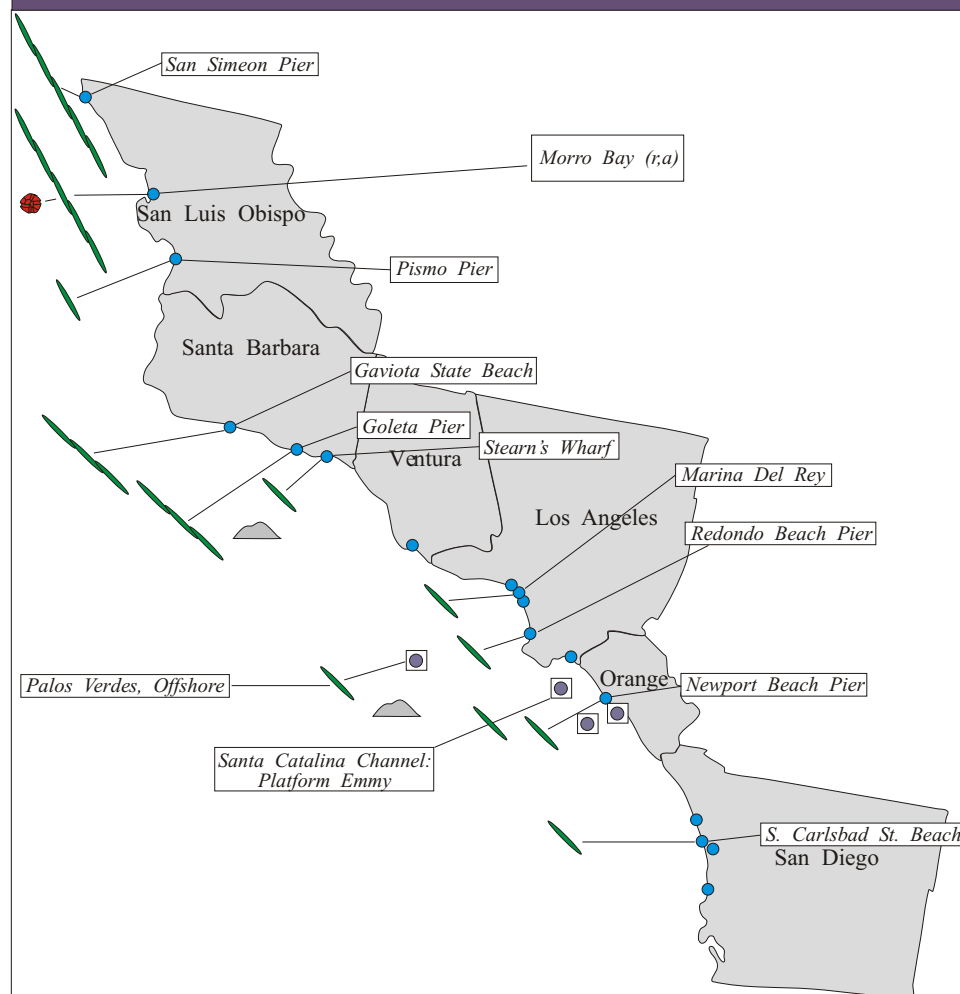 San Simeon Pier
Morro Bay (r,a)
San Luis Obispo
Pismo Pier
Santa Barbara
Gaviota State Beach
Goleta Pier
Stearn's Wharf
Ventura
Marina Del Rey
Los Angeles
Redondo Beach Pier
Orange
Palos Verdes, Offshore
Newport Beach Pier
Santa Catalina Channel:
Platform Emmy
S. Carlsbad St. Beach
San Diego